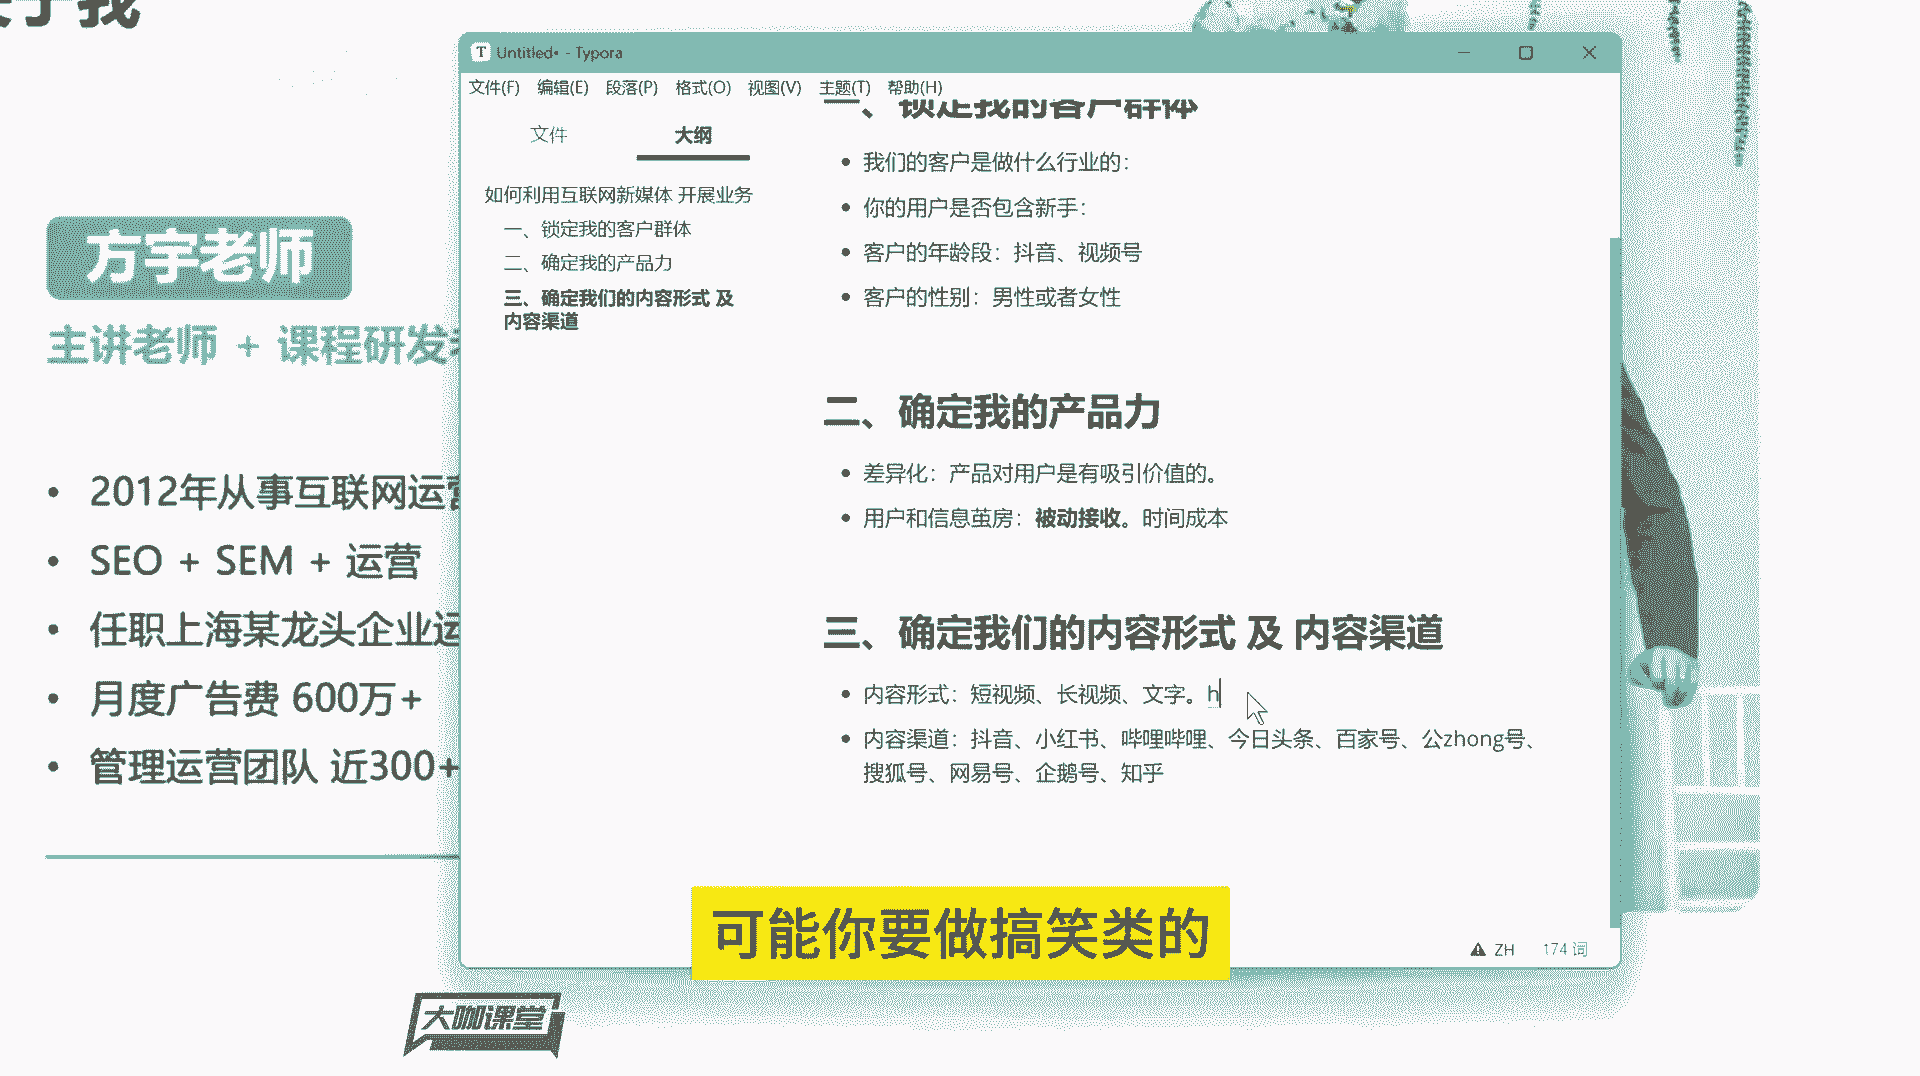 关于我
方宇老师
主讲老师 + 课程研发
2012年从事互联网运营
SEO + SEM + 运营
任职上海某龙头企业运
月度广告费 600万+
管理运营团队 近300+
T Untitled• - Typora
文件(F) 编辑(E) 段落(P) 格式(O) 视图(V) 主题(T) 帮助(H)
文件 大纲
如何利用互联网新媒体 开展业务
一、锁定我的客户群体
二、确定我的产品力
三、确定我们的内容形式 及
内容渠道
一、锁定我的客户群体
我们的客户是做什么行业的：
你的用户是否包含新手：
客户的年龄段：抖音、视频号
客户的性别：男性或者女性
二、确定我的产品力
差异化：产品对用户是有吸引价值的。
用户和信息茧房：被动接收。时间成本
三、确定我们的内容形式 及 内容渠道
内容形式：短视频、长视频、文字。h
内容渠道：抖音、小红书、哔哩哔哩、今日头条、百家号、公zhong号、
搜狐号、网易号、企鹅号、知乎
ZH 174 词
可能你要做搞笑类的
大咖课堂